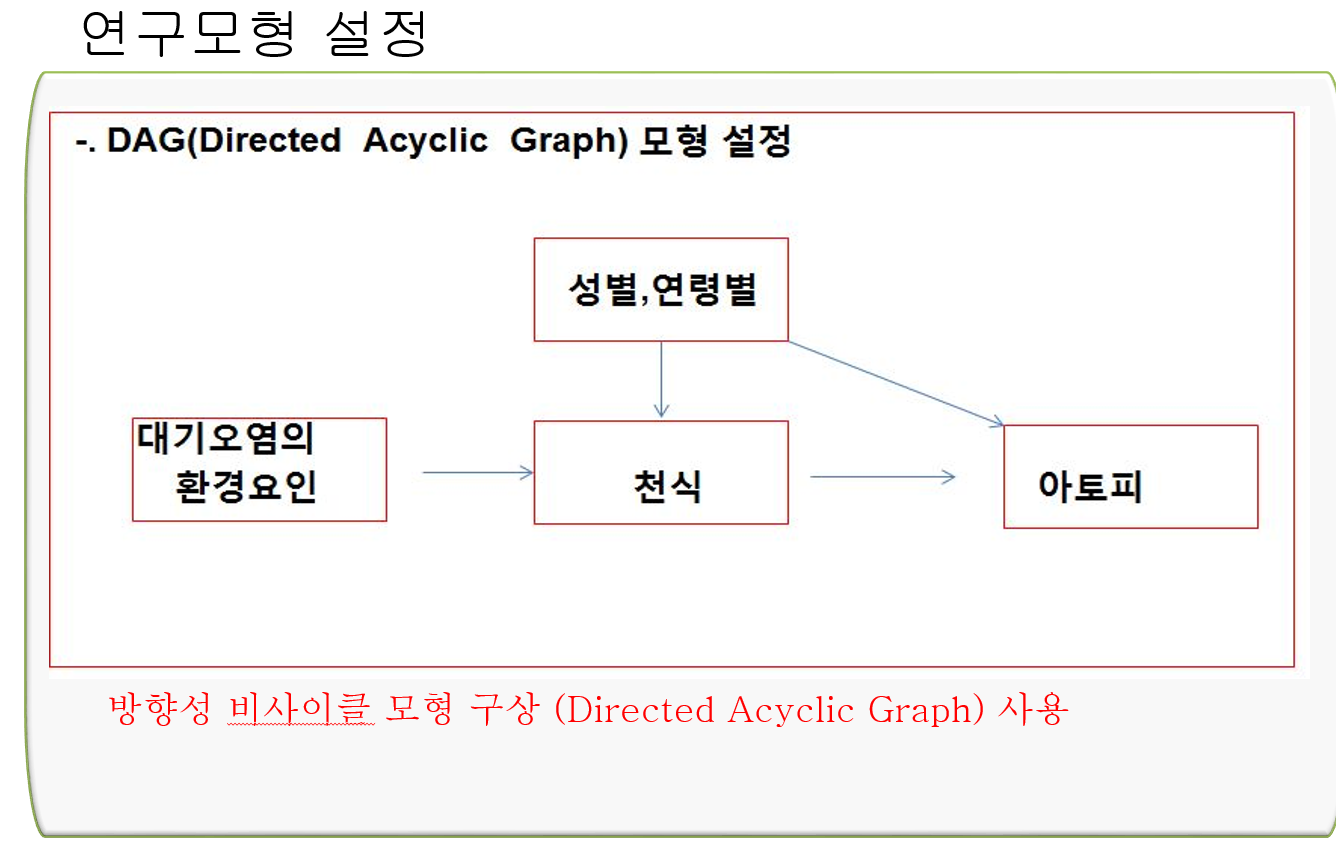 연구모형 설정
-. DAG(Directed Acyclic Graph) 모형 설정
성별,연령별
대기오염의
환경요인
천식
아토피
방향성 비사이클 모형 구상 (Directed Acyclic Graph) 사용